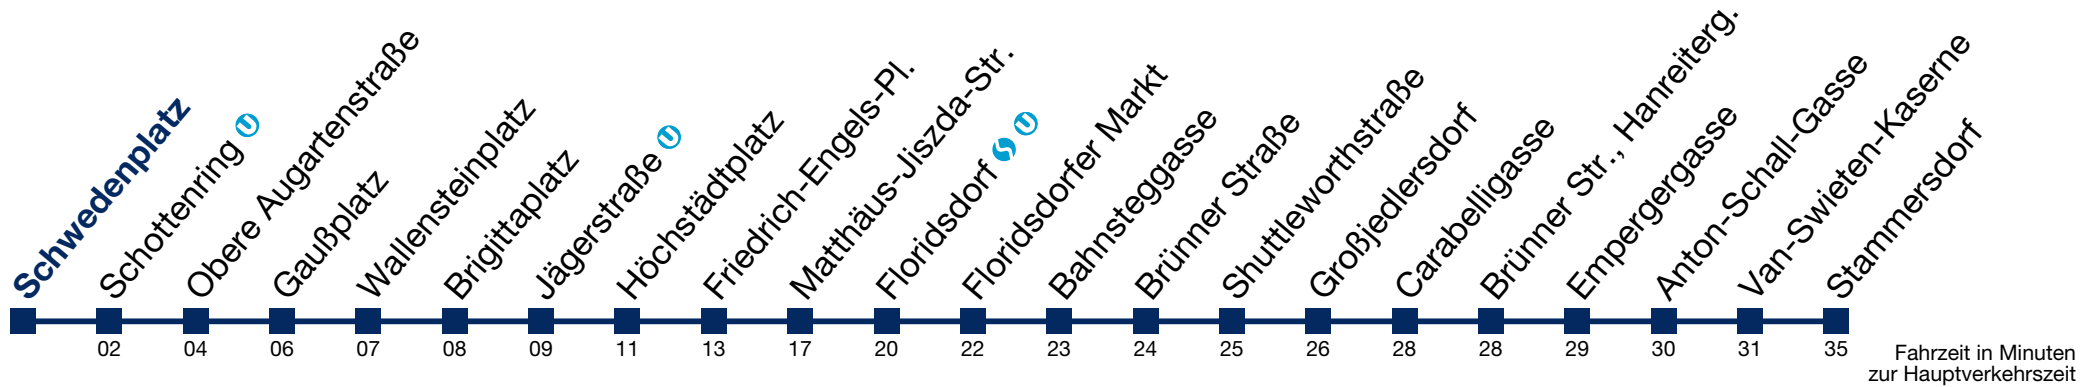 Schwedenplatz
Schottenring U
Obere Augartenstraße
Gaußplatz
Wallensteinplatz
Brigittaplatz
Jägerstraße U
Höchstädtplatz
Friedrich-Engels-Pl.
Matthäus-Jiszda-Str.
Floridsdorf S U
Floridsdorfer Markt
Bahnsteggasse
Brünner Straße
Shuttleworthstraße
Großjedlersdorf
Carabelligasse
Brünner Str., Hanreiterg.
Empergergasse
Anton-Schall-Gasse
Van-Swieten-Kaserne
Stammersdorf
02 04 06 07 08 09 11 13 17 20 22 23 24 25 26 28 28 29 30 31 35
Fahrzeit in Minuten
zur Hauptverkehrszeit